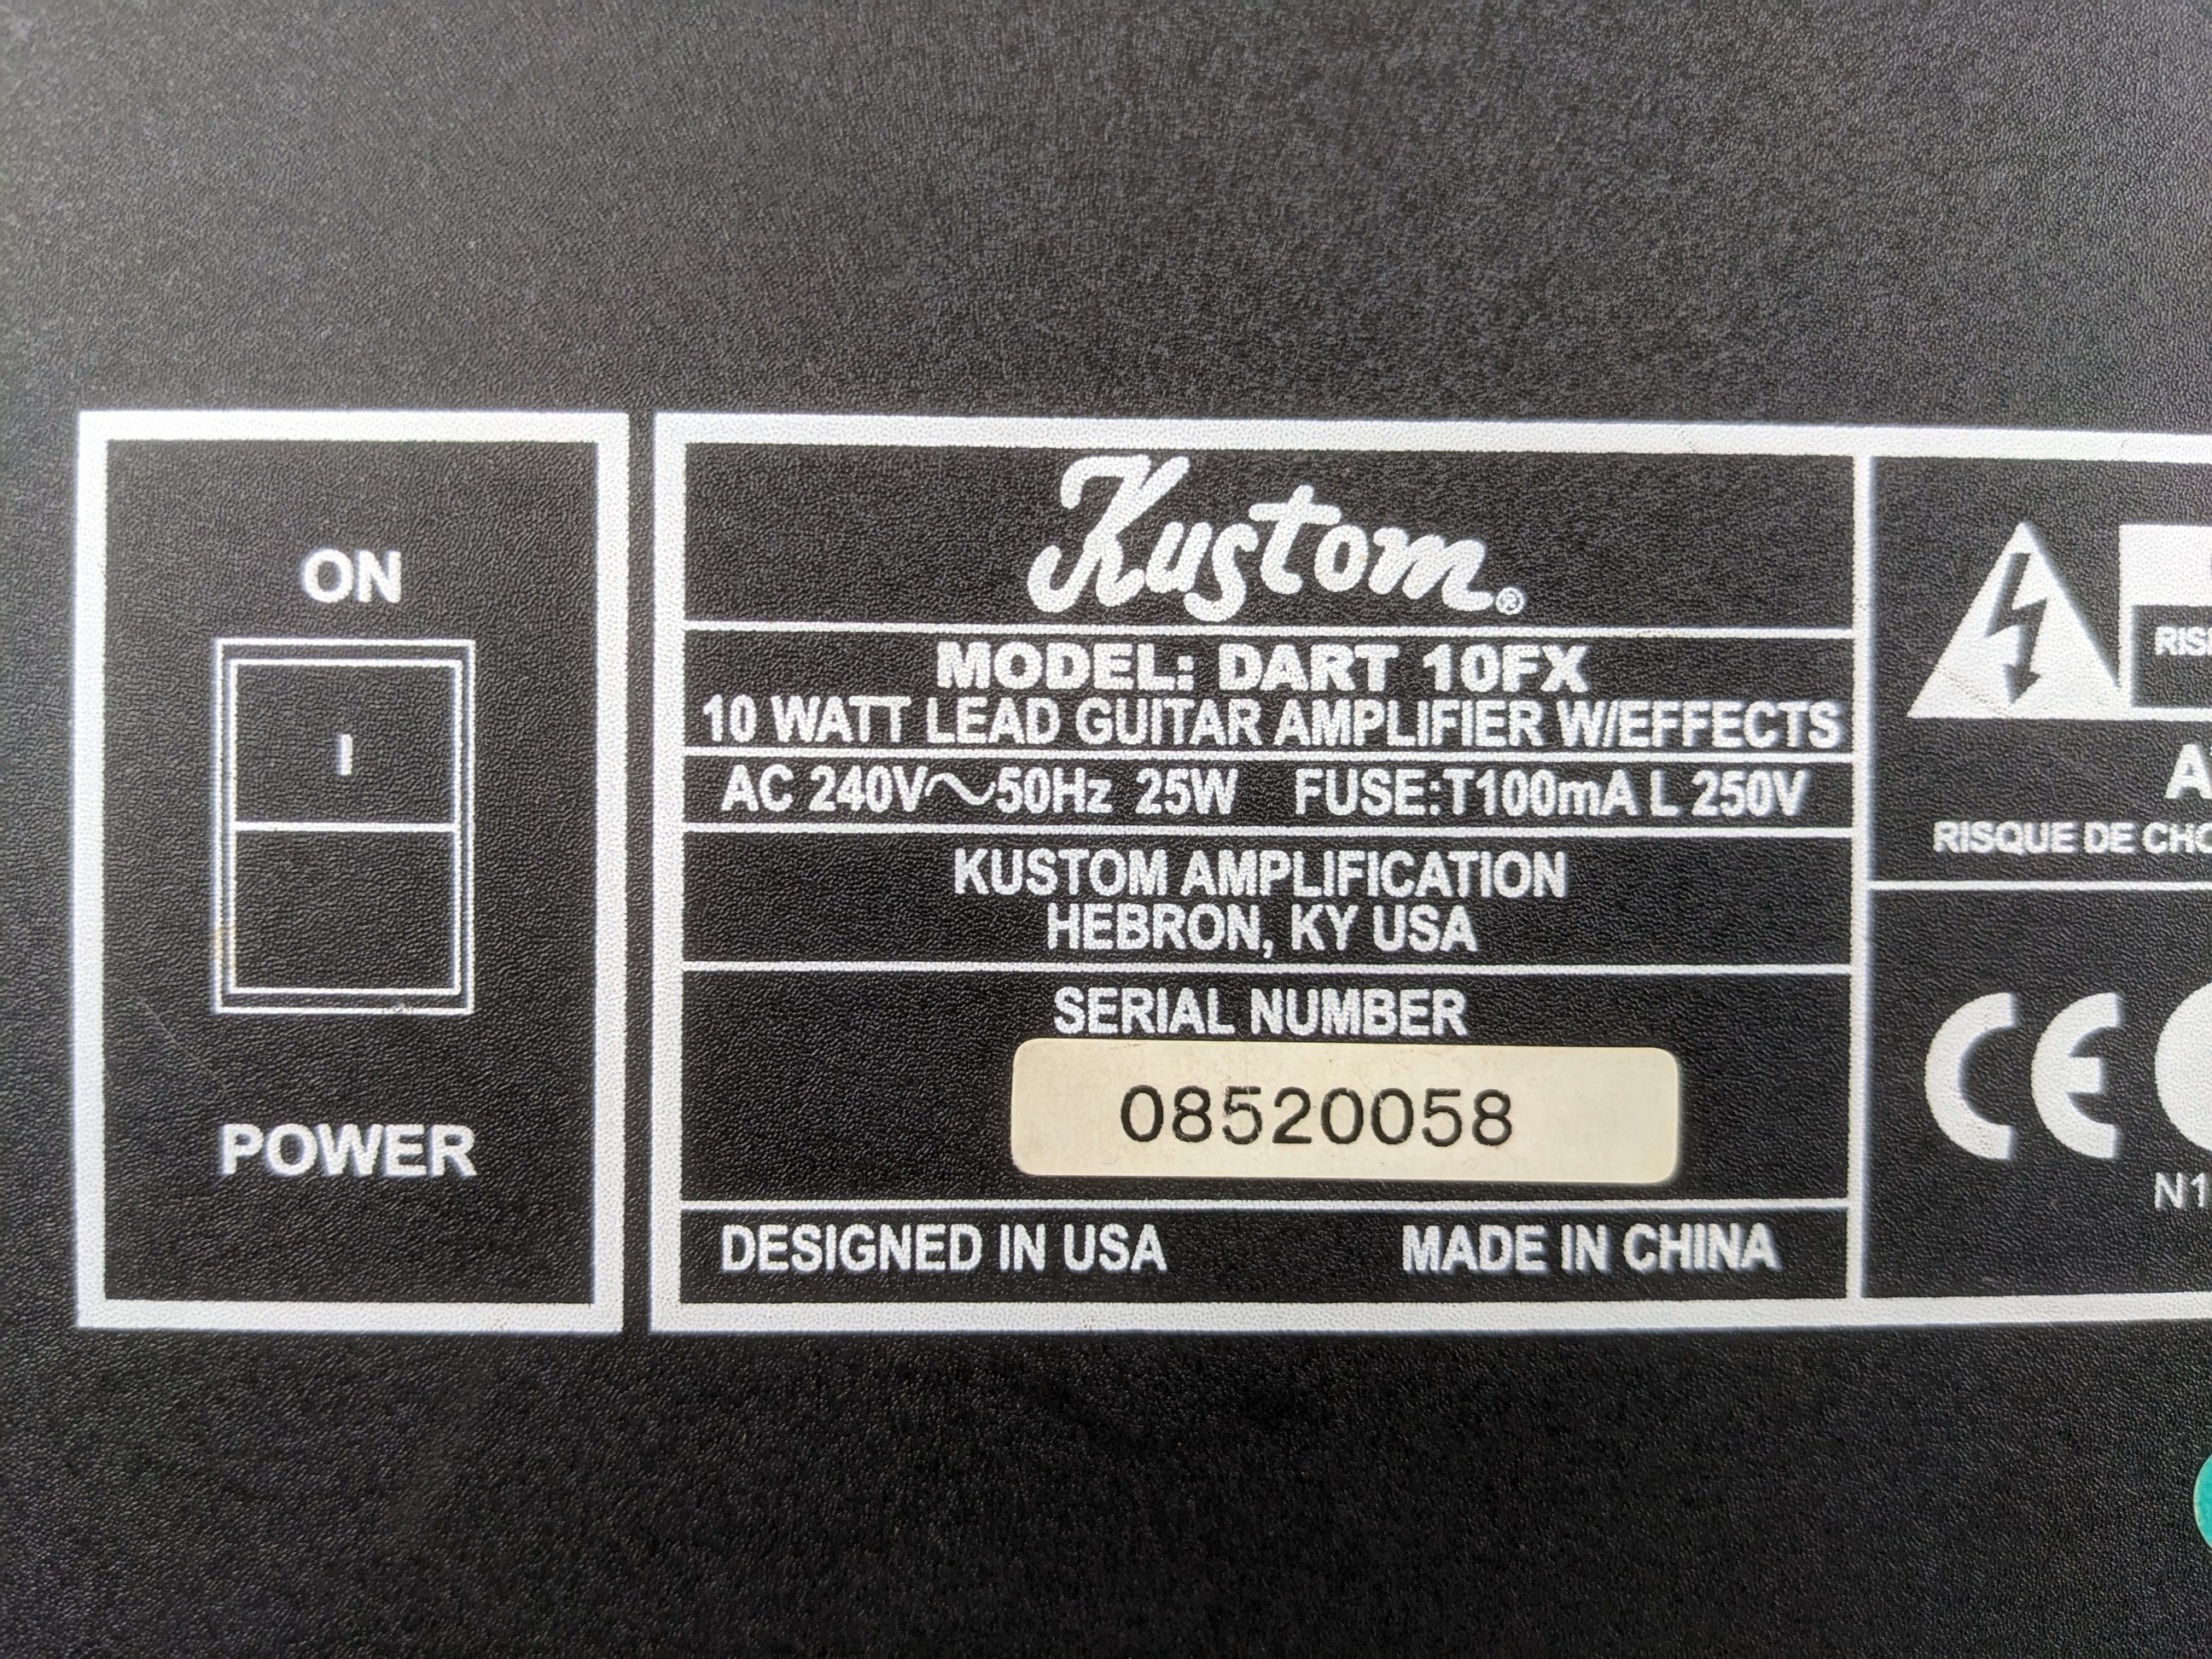 ON
I
POWER
Kustom®
MODEL: DART 10FX
10 WATT LEAD GUITAR AMPLIFIER W/EFFECTS
AC 240V～50Hz 25W FUSE:T100mA L 250V
KUSTOM AMPLIFICATION
HEBRON, KY USA
SERIAL NUMBER
08520058
DESIGNED IN USA MADE IN CHINA
RISQUE DE
CE